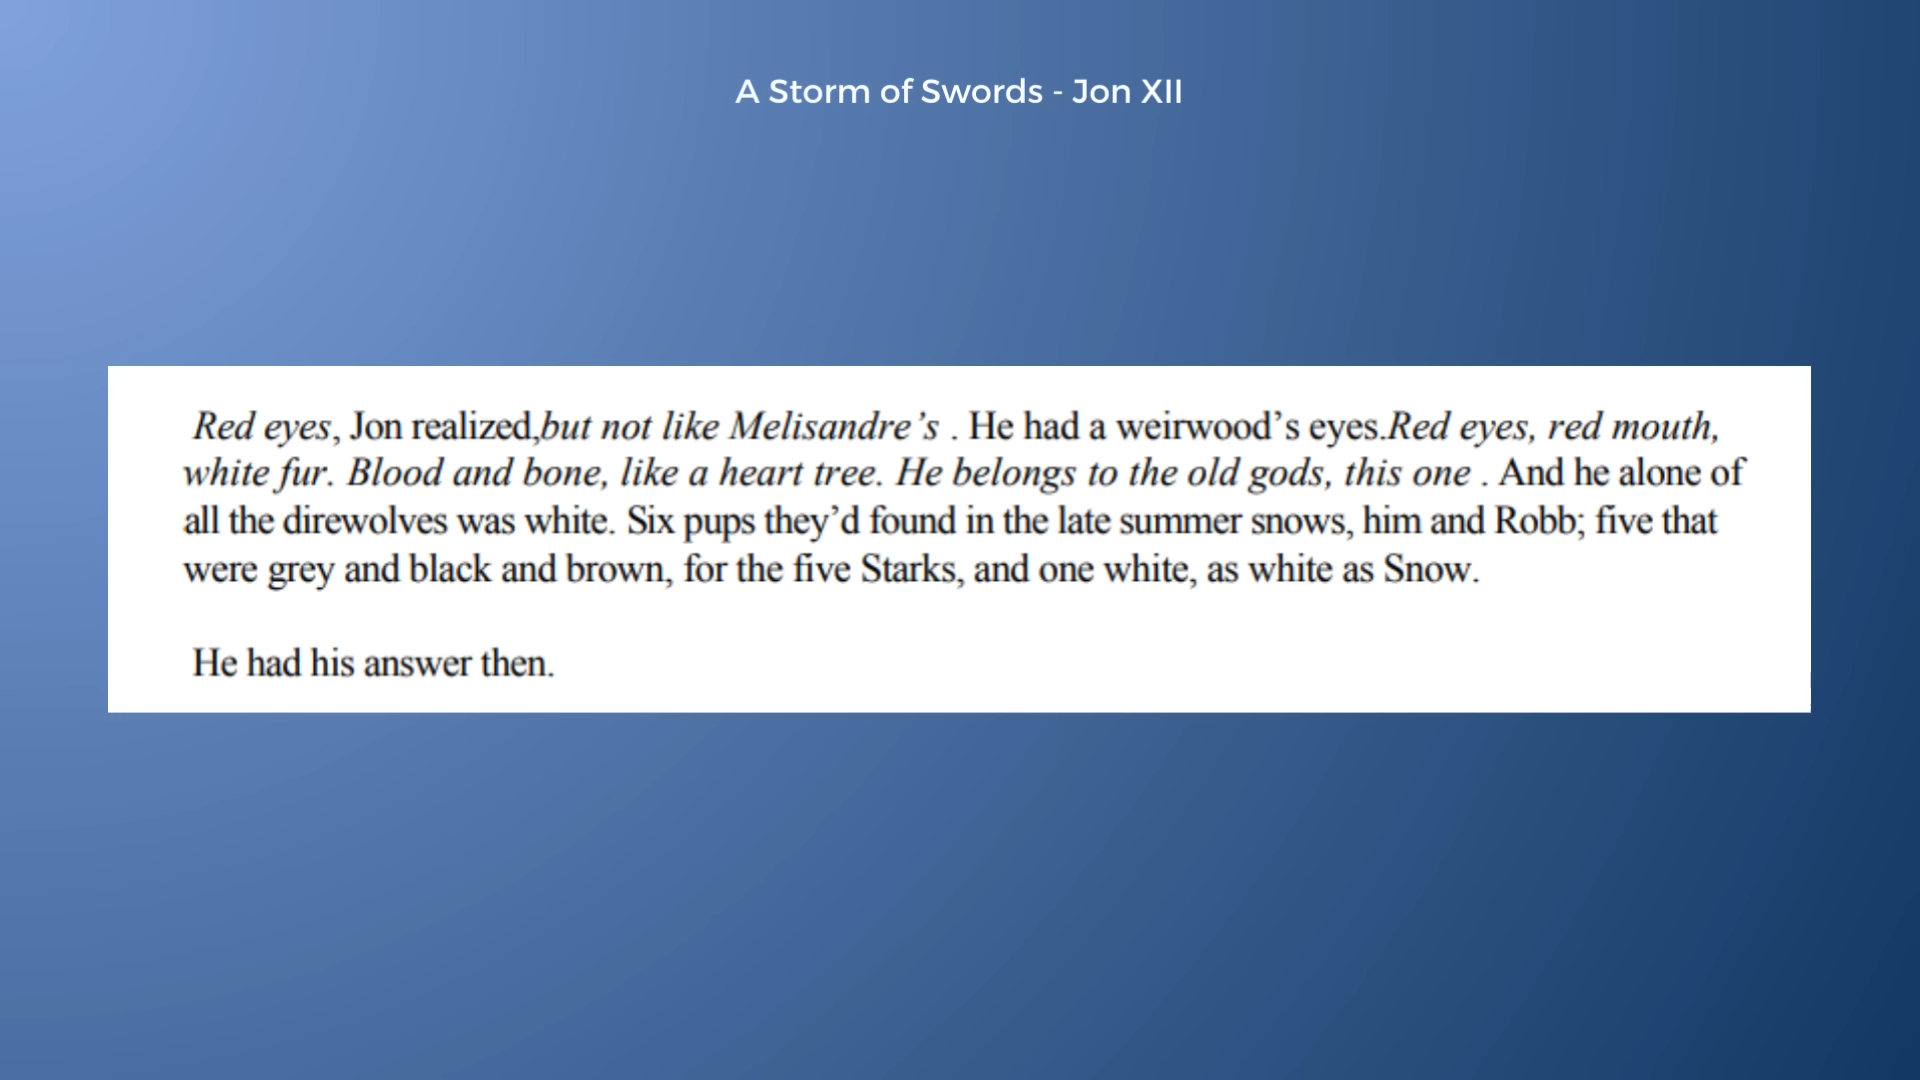 A Storm of Swords - Jon XII
Red eyes, Jon realized,but not like Melisandre’s . He had a weirwood’s eyes.Red eyes, red mouth,
white fur. Blood and bone, like a heart tree. He belongs to the old gods, this one . And he alone of
all the direwolves was white. Six pups they’d found in the late summer snows, him and Robb; five that
were grey and black and brown, for the five Starks, and one white, as white as Snow.
He had his answer then.